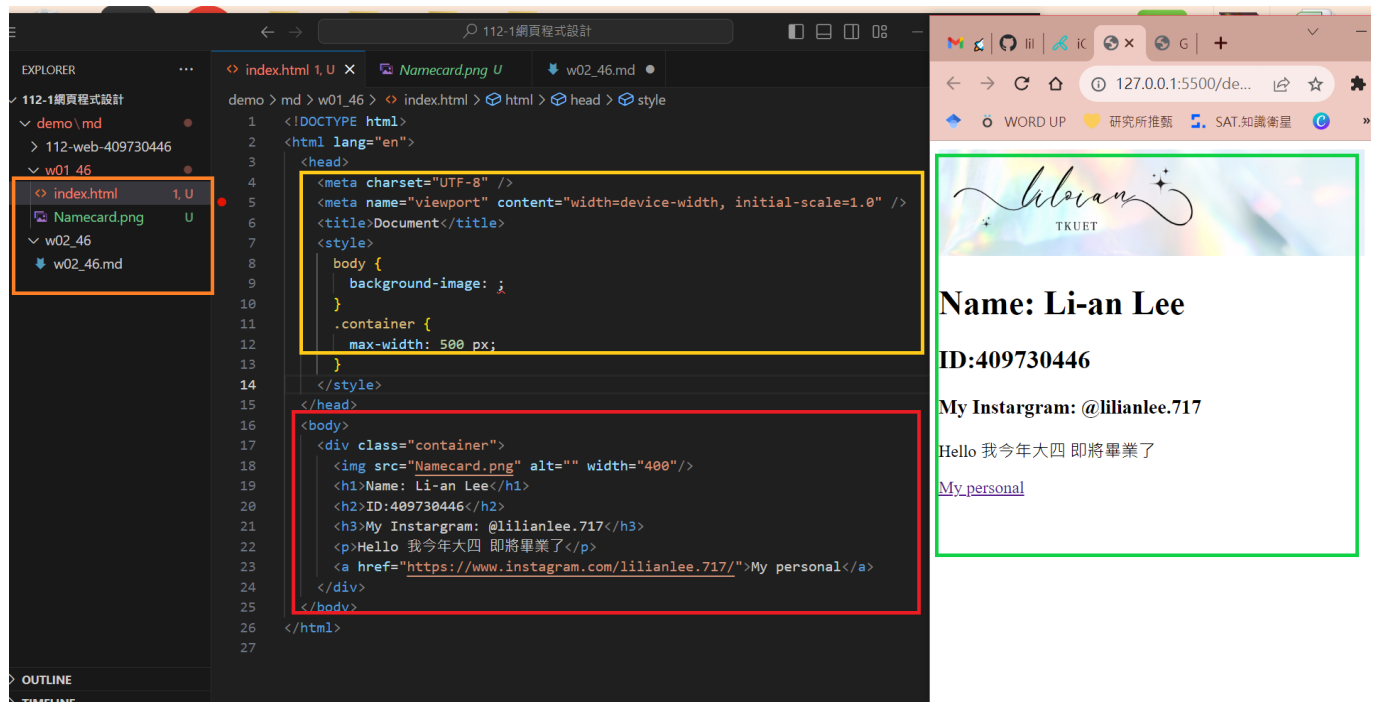 112-1網頁程式設計
EXPLORER
112-1網頁程式設計
demo\md
112-web-409730446
w01_46
index.html 1, U
Namecard.png U
w02_46
w02_46.md
OUTLINE
index.html 1, U
Namecard.png U
w02_46.md
demo > md > w01_46 > index.html > html > head > style
1 <!DOCTYPE html>
2 <html lang="en">
3 <head>
4 <meta charset="UTF-8" />
5 <meta name="viewport" content="width=device-width, initial-scale=1.0" />
6 <title>Document</title>
7 <style>
8 body {
9 background-image: ;
10 }
11 .container {
12 max-width: 500 px;
13 }
14 </style>
15 </head>
16 <body>
17 <div class="container">
18 <img src="Namecard.png" alt="" width="400"/>
19 <h1>Name: Li-an Lee</h1>
20 <h2>ID:409730446</h2>
21 <h3>My Instargram: @lilianlee.717</h3>
22 <p>Hello 我今年大四 即將畢業了</p>
23 <a href="https://www.instagram.com/lilianlee.717/">My personal</a>
24 </div>
25 </body>
26 </html>
27
lil iC G
127.0.0.1:5500/de...
WORD UP 研究所推甄 SAT.知識衛星
TKUET
Name: Li-an Lee
ID:409730446
My Instargram: @lilianlee.717
Hello 我今年大四 即將畢業了
My personal